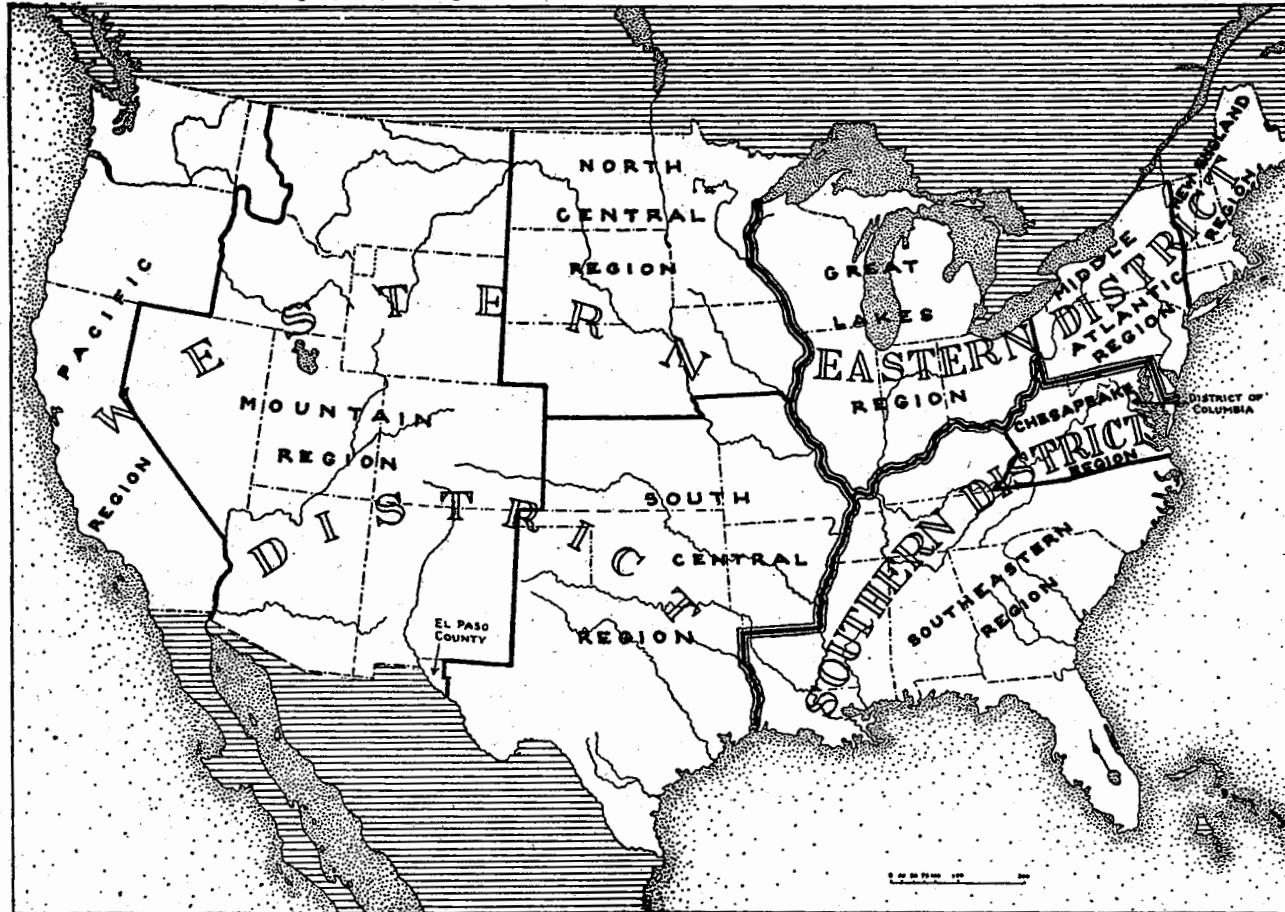 NORTH
CENTRAL
REGION
GREAT
LAKES
REGION
NEW ENGLAND
REGION
MIDDLE
ATLANTIC
REGION
EASTERN DISTRICT
PACIFIC
REGION
WESTERN
DISTRICT
MOUNTAIN
REGION
CHESAPEAKE
REGION
DISTRICT OF
COLUMBIA
SOUTH
CENTRAL
REGION
SOUTHERN DISTRICT
SOUTHEASTERN
REGION
EL PASO
COUNTY